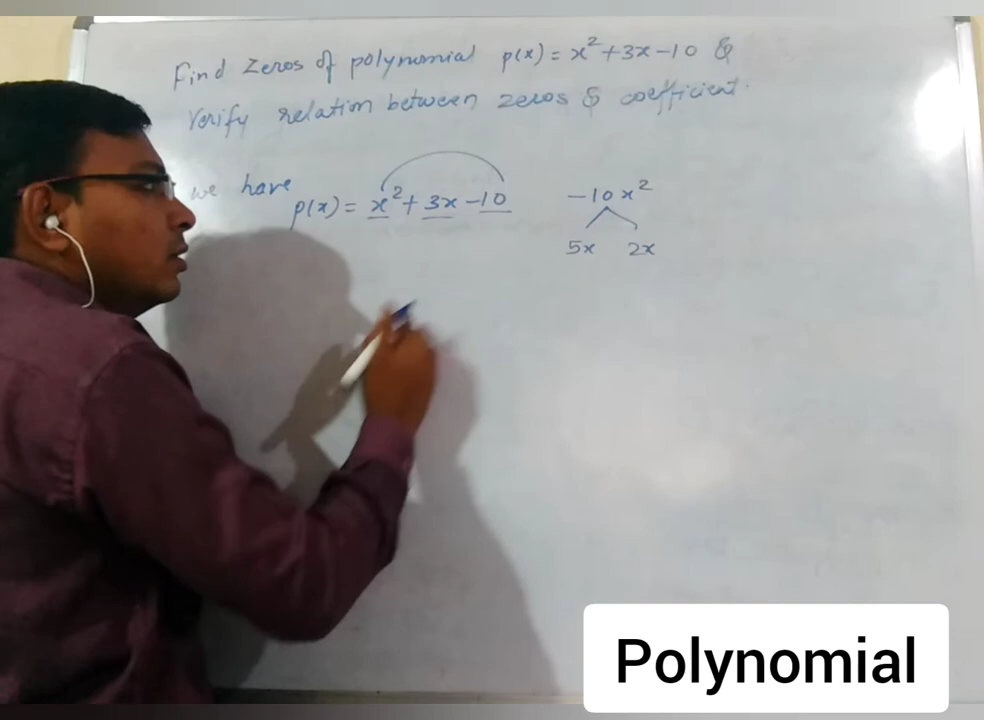 Find Zeros of polynomial p(x) = x²+3x-10 &
Verify relation between zeros & coefficient.
we have
p(x) = x²+3x-10
-10x²
5x 2x
Polynomial